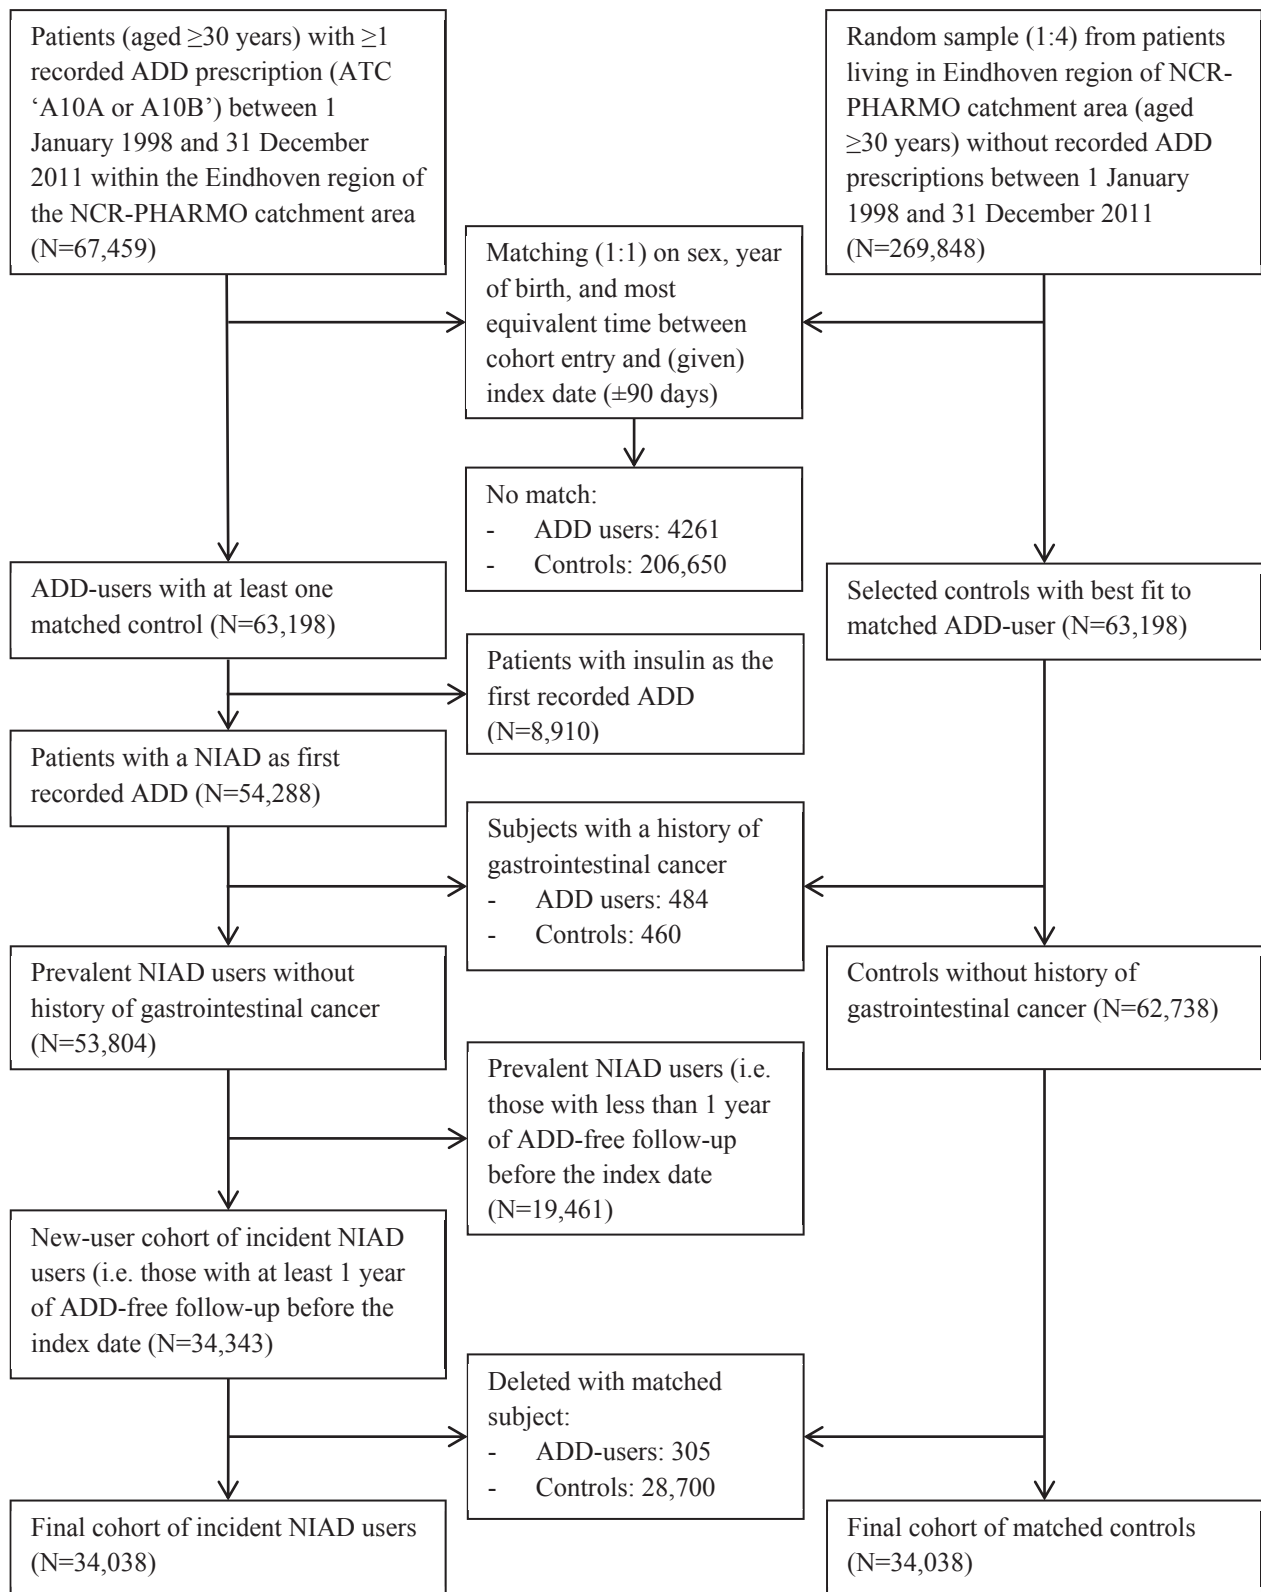 Patients (aged ≥30 years) with ≥1
recorded ADD prescription (ATC
‘A10A or A10B’) between 1
January 1998 and 31 December
2011 within the Eindhoven region of
the NCR-PHARMO catchment area
(N=67,459)
Random sample (1:4) from patients
living in Eindhoven region of NCR-
PHARMO catchment area (aged
≥30 years) without recorded ADD
prescriptions between 1 January
1998 and 31 December 2011
(N=269,848)
Matching (1:1) on sex, year
of birth, and most
equivalent time between
cohort entry and (given)
index date (±90 days)
No match:
- ADD users: 4261
- Controls: 206,650
ADD-users with at least one
matched control (N=63,198)
Selected controls with best fit to
matched ADD-user (N=63,198)
Patients with insulin as the
first recorded ADD
(N=8,910)
Patients with a NIAD as first
recorded ADD (N=54,288)
Subjects with a history of
gastrointestinal cancer
- ADD users: 484
- Controls: 460
Prevalent NIAD users without
history of gastrointestinal cancer
(N=53,804)
Controls without history of
gastrointestinal cancer (N=62,738)
Prevalent NIAD users (i.e.
those with less than 1 year
of ADD-free follow-up
before the index date
(N=19,461)
New-user cohort of incident NIAD
users (i.e. those with at least 1 year
of ADD-free follow-up before the
index date (N=34,343)
Deleted with matched
subject:
- ADD-users: 305
- Controls: 28,700
Final cohort of incident NIAD users
(N=34,038)
Final cohort of matched controls
(N=34,038)